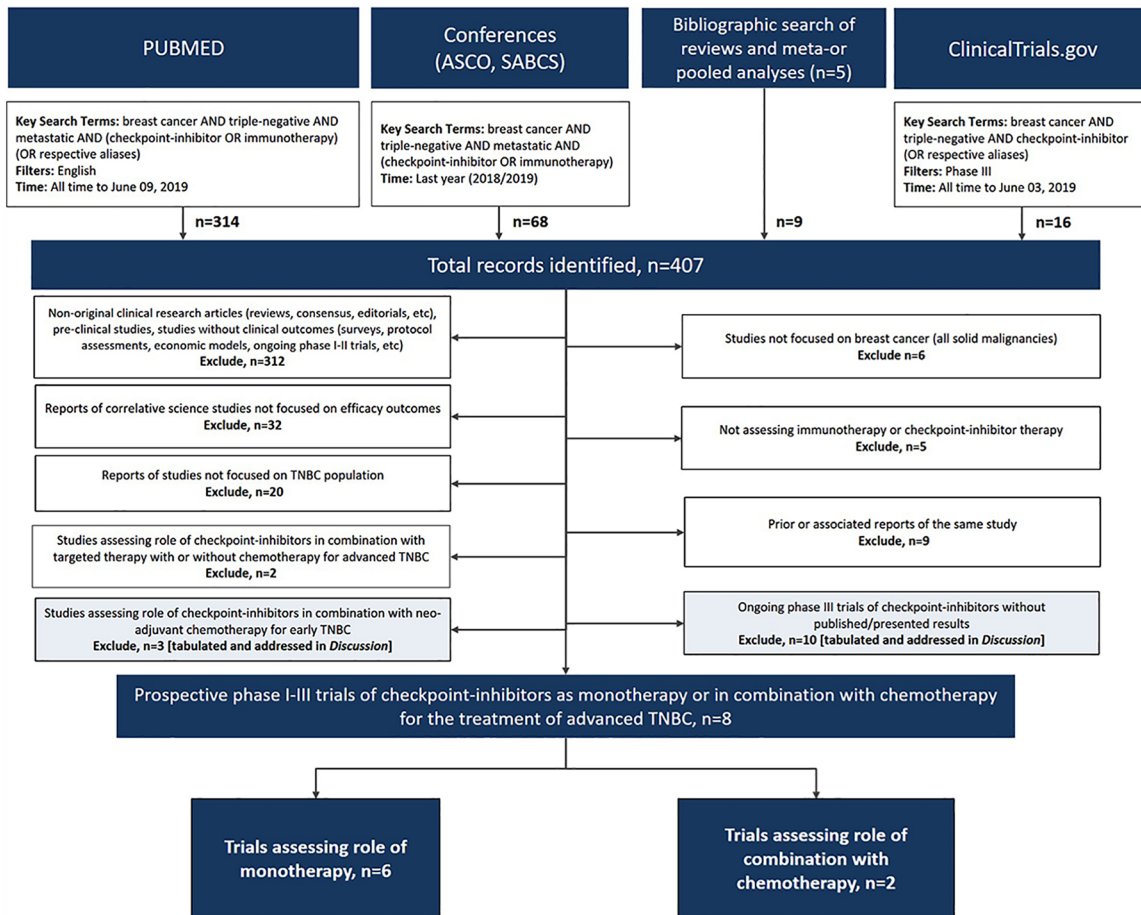 PUBMED
Key Search Terms: breast cancer AND triple-negative AND
metastatic AND (checkpoint-inhibitor OR immunotherapy)
(OR respective aliases)
Filters: English
Time: All time to June 09, 2019
n=314
Conferences
(ASCO, SABCS)
Key Search Terms: breast cancer AND
triple-negative AND metastatic AND
(checkpoint-inhibitor OR immunotherapy)
Time: Last year (2018/2019)
n=68
Bibliographic search of
reviews and meta-or
pooled analyses (n=5)
n=9
ClinicalTrials.gov
Key Search Terms: breast cancer AND
triple-negative AND checkpoint-inhibitor
(OR respective aliases)
Filters: Phase III
Time: All time to June 03, 2019
n=16
Total records identified, n=407
Non-original clinical research articles (reviews, consensus, editorials, etc),
pre-clinical studies, studies without clinical outcomes (surveys, protocol
assessments, economic models, ongoing phase I-II trials, etc)
Exclude, n=312
Studies not focused on breast cancer (all solid malignancies)
Exclude n=6
Reports of correlative science studies not focused on efficacy outcomes
Exclude, n=32
Not assessing immunotherapy or checkpoint-inhibitor therapy
Exclude, n=5
Reports of studies not focused on TNBC population
Exclude, n=20
Prior or associated reports of the same study
Exclude, n=9
Studies assessing role of checkpoint-inhibitors in combination with
targeted therapy with or without chemotherapy for advanced TNBC
Exclude, n=2
Studies assessing role of checkpoint-inhibitors in combination with neo-
adjuvant chemotherapy for early TNBC
Exclude, n=3 [tabulated and addressed in Discussion]
Ongoing phase III trials of checkpoint-inhibitors without
published/presented results
Exclude, n=10 [tabulated and addressed in Discussion]
Prospective phase I-III trials of checkpoint-inhibitors as monotherapy or in combination with chemotherapy
for the treatment of advanced TNBC, n=8
Trials assessing role of
monotherapy, n=6
Trials assessing role of
combination with
chemotherapy, n=2